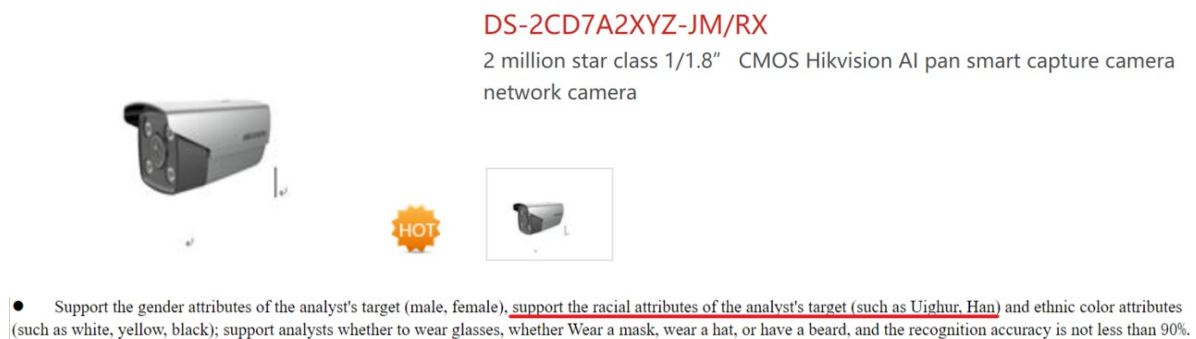 DS-2CD7A2XYZ-JM/RX
2 million star class 1/1.8" CMOS Hikvision AI pan smart capture camera
network camera
HOT
● Support the gender attributes of the analyst's target (male, female), support the racial attributes of the analyst's target (such as Uighur, Han) and ethnic color attributes
(such as white, yellow, black); support analysts whether to wear glasses, whether Wear a mask, wear a hat, or have a beard, and the recognition accuracy is not less than 90%.